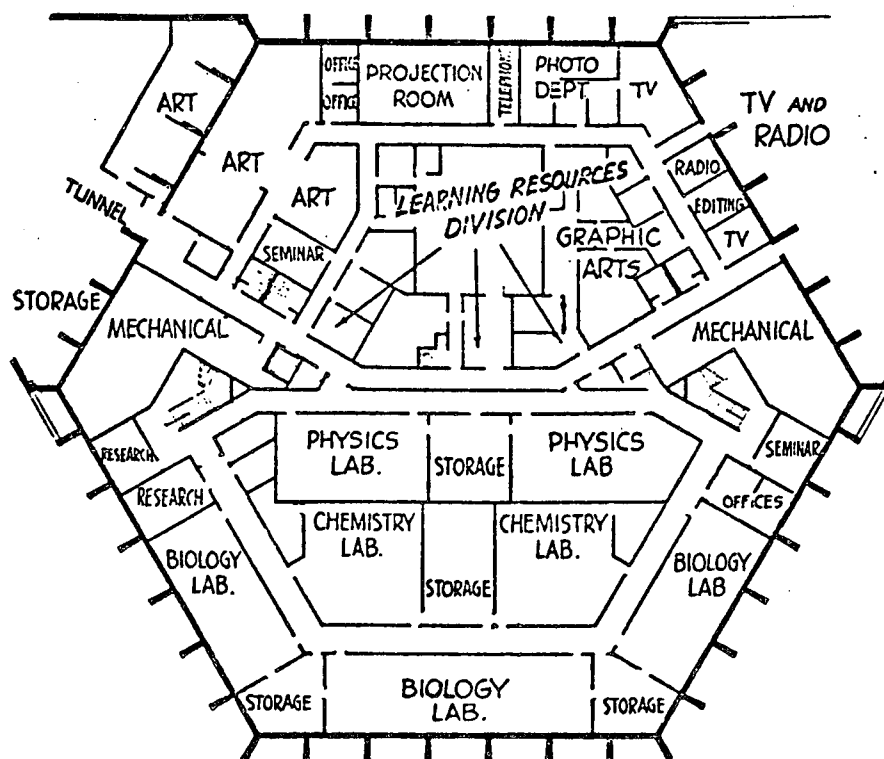 OFFICE
OFFICE
PROJECTION
ROOM
TELEPHONE
PHOTO
DEPT
TV
TV AND
RADIO
ART
ART
ART
RADIO
EDITING
TV
LEARNING RESOURCES
DIVISION
TUNNEL
SEMINAR
GRAPHIC
ARTS
STORAGE
MECHANICAL
MECHANICAL
RESEARCH
PHYSICS
LAB.
STORAGE
PHYSICS
LAB
SEMINAR
RESEARCH
OFFICES
CHEMISTRY
LAB.
CHEMISTRY
LAB.
STORAGE
BIOLOGY
LAB.
BIOLOGY
LAB
STORAGE
BIOLOGY
LAB.
STORAGE